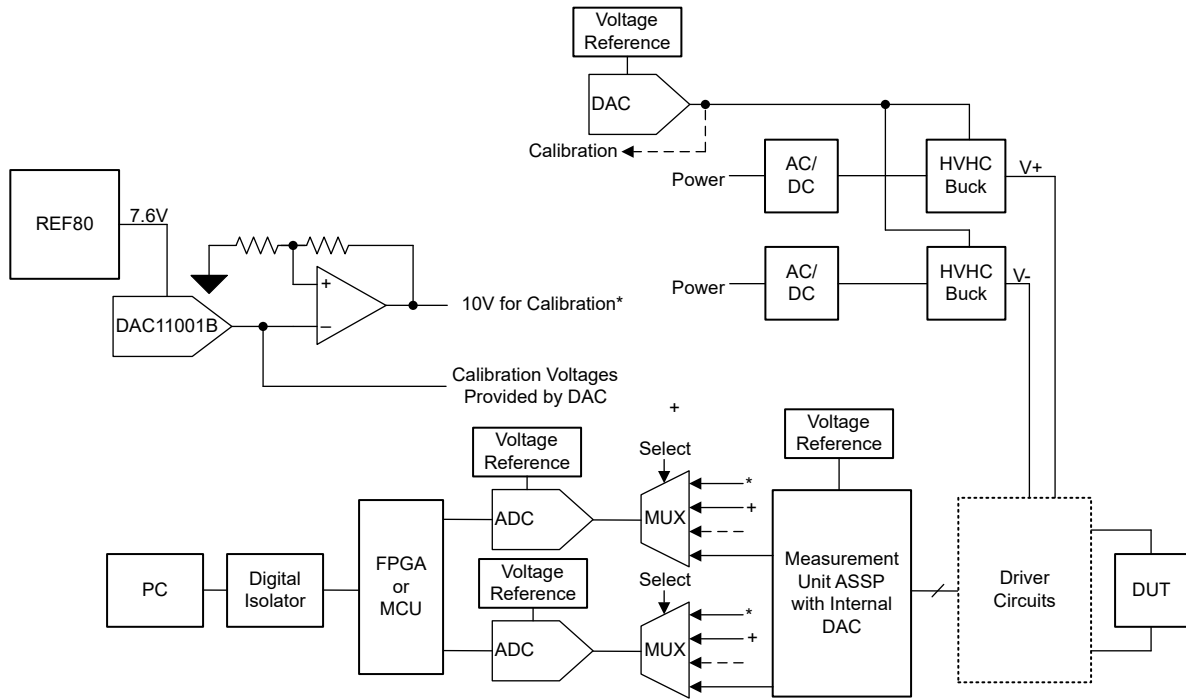 Voltage
Reference
DAC
Calibration
Power
AC/
DC
HVHC
Buck
V+
REF80
7.6V
+
−
10V for Calibration*
DAC11001B
Power
AC/
DC
HVHC
Buck
V-
Calibration Voltages
Provided by DAC
+
Voltage
Reference
Select
Voltage
Reference
ADC
MUX
*
+
PC
Digital
Isolator
FPGA
or
MCU
Voltage
Reference
Select
ADC
MUX
*
+
Measurement
Unit ASSP
with Internal
DAC
Driver
Circuits
DUT